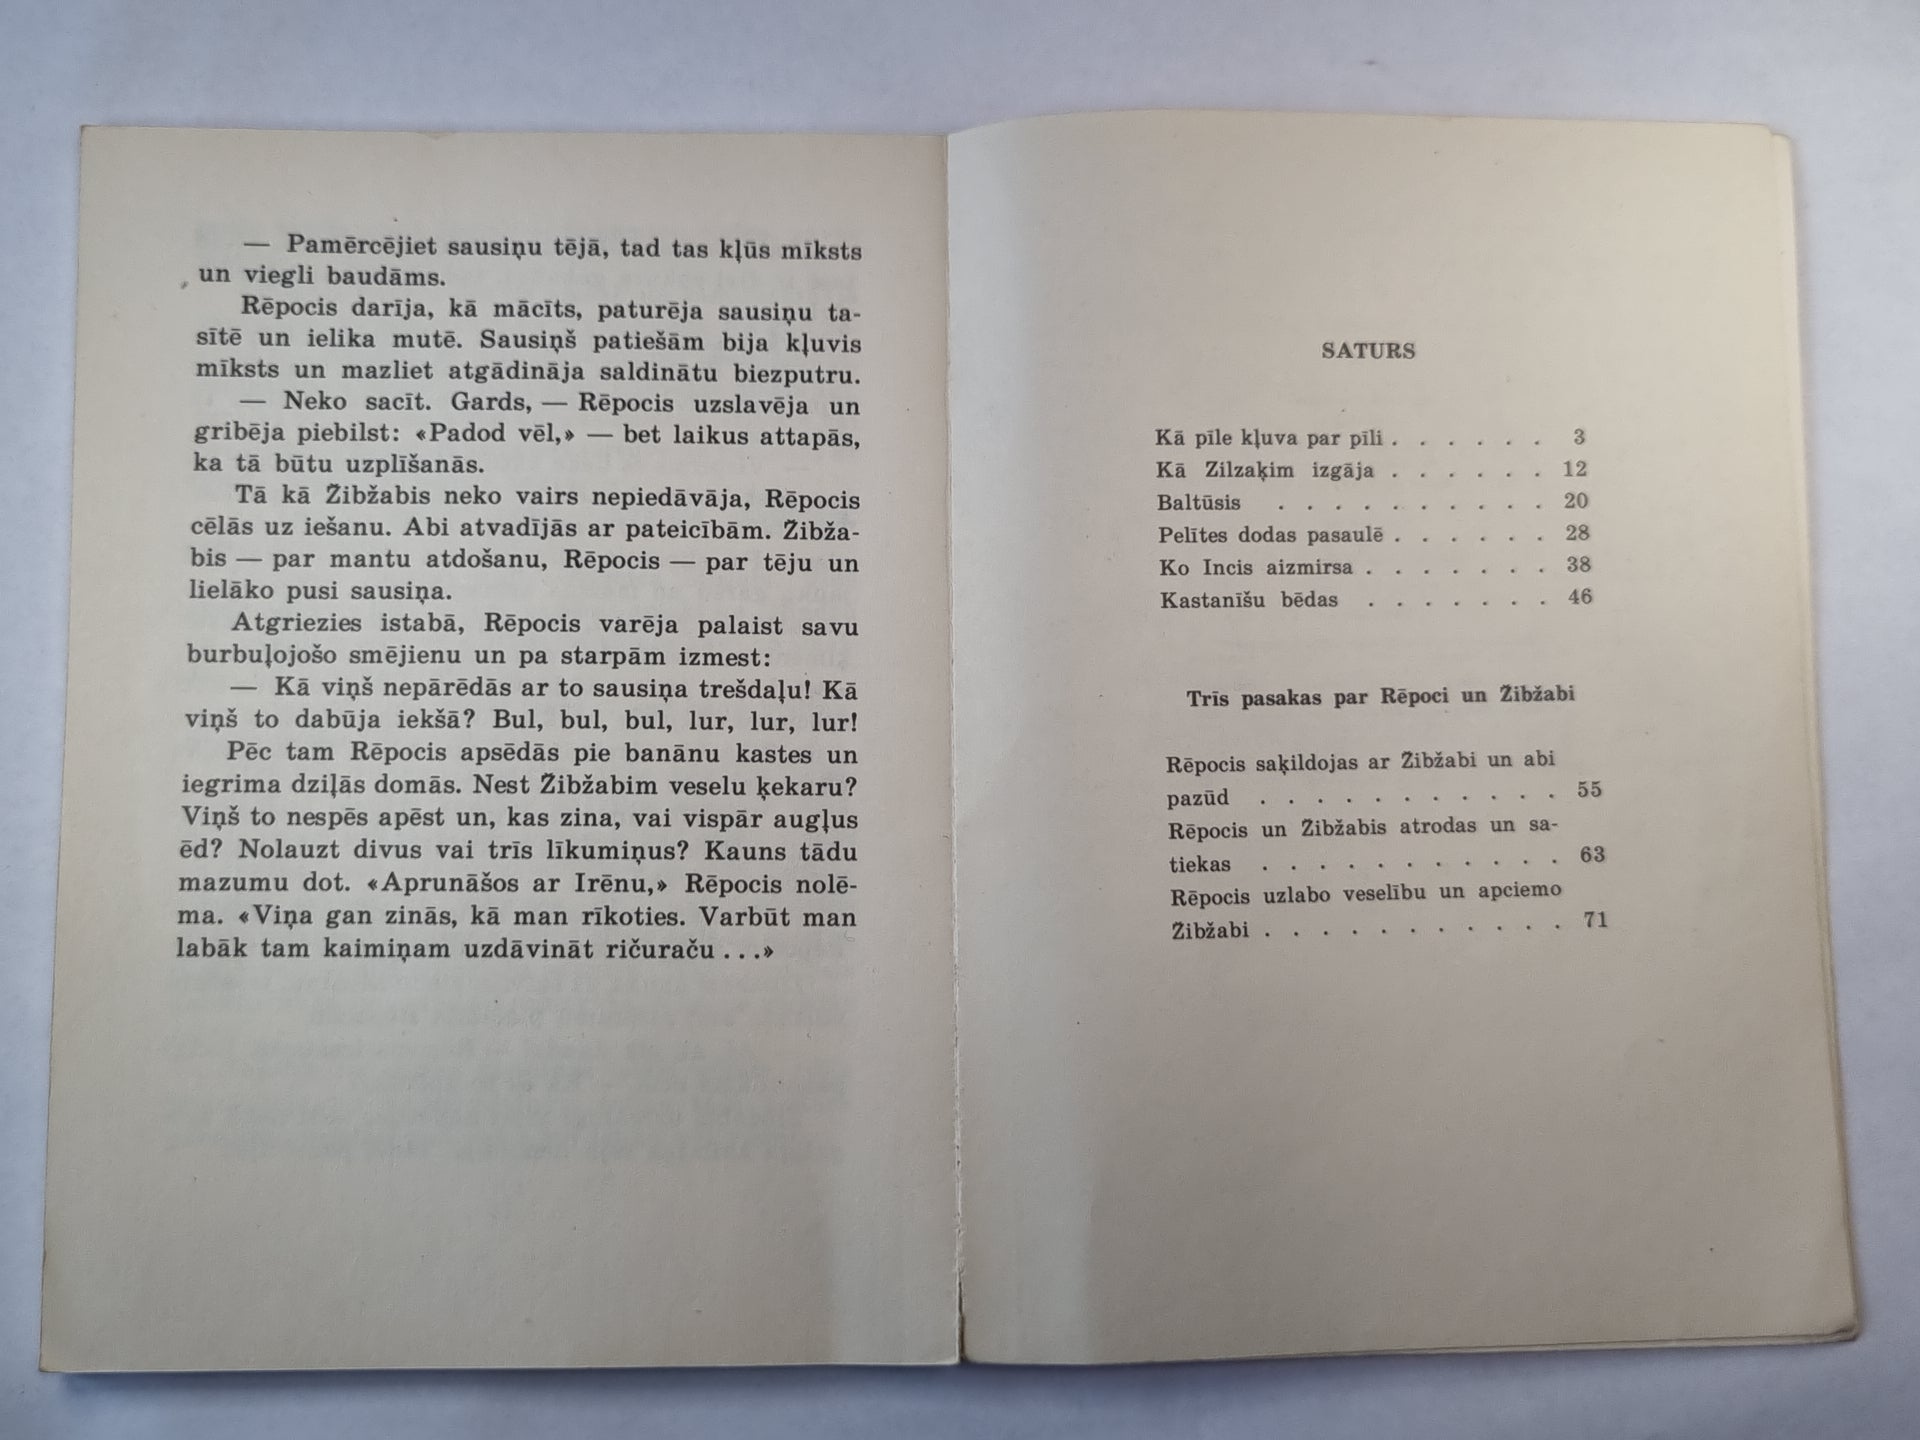 — Pamērcējiet sausiņu tējā, tad tas kļūs mīksts
un viegli baudāms.
Rēpocis darīja, kā mācīts, paturēja sausiņu ta-
sītē un ielika mutē. Sausiņš patiešām bija kļuvis
mīksts un mazliet atgādināja saldinātu biezputru.
— Neko sacīt. Gards, — Rēpocis uzslavēja un
gribēja piebilst: «Padod vēl,» — bet laikus attapās,
ka tā būtu uzplīšanās.
Tā kā Žibžabis neko vairs nepiedāvāja, Rēpocis
cēlās uz iešanu. Abi atvadījās ar pateicībām. Žibža-
bis — par mantu atdošanu, Rēpocis — par tēju un
lielāko pusi sausiņa.
Atgriezies istabā, Rēpocis varēja palaist savu
burbuļojošo smējienu un pa starpām izmest:
— Kā viņš nepārēdās ar to sausiņa trešdaļu! Kā
viņš to dabūja iekšā? Bul, bul, bul, lur, lur, lur!
Pēc tam Rēpocis apsēdās pie banānu kastes un
iegrima dziļās domās. Nest Žibžabim veselu ķekaru?
Viņš to nespēs apēst un, kas zina, vai vispār augļus
ēd? Nolauzt divus vai trīs līkumiņus? Kauns tādu
mazumu dot. «Aprunāšos ar Irēnu,» Rēpocis nolē-
ma. «Viņa gan zinās, kā man rīkoties. Varbūt man
labāk tam kaimiņam uzdāvināt ričuraču . . .»
SATURS
Kā pīle kļuva par pīli . . . . . . 3
Kā Zilzaķim izgāja . . . . . . 12
Baltūsis . . . . . . . . . . 20
Pelītes dodas pasaulē . . . . . . 28
Ko Incis aizmirsa . . . . . . . 38
Kastanīšu bēdas . . . . . . . 46
Trīs pasakas par Rēpoci un Žibžabi
Rēpocis saķildojas ar Žibžabi un abi
pazūd . . . . . . . . . . . 55
Rēpocis un Žibžabis atrodas un sa-
tiekas . . . . . . . . . . . 63
Rēpocis uzlabo veselību un apciemo
Žibžabi . . . . . . . . . . . 71